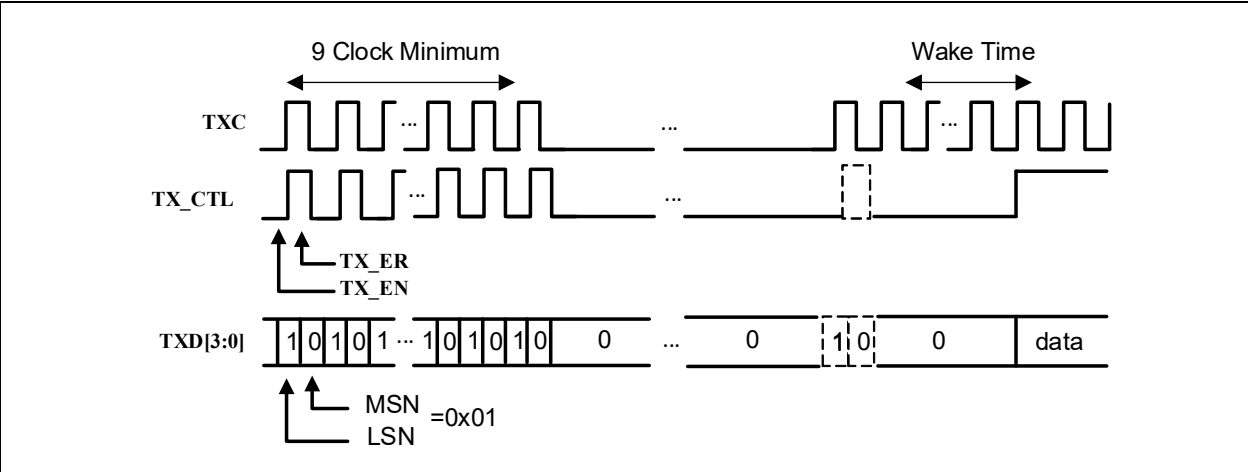 9 Clock Minimum
Wake Time
TXC
...
...
...
TX_CTL
...
...
TX_ER
TX_EN
TXD[3:0]
1 0 1 0 1 ... 1 0 1 0 1 0 0 ... 0 1 0 0 data
MSN
=0x01
LSN